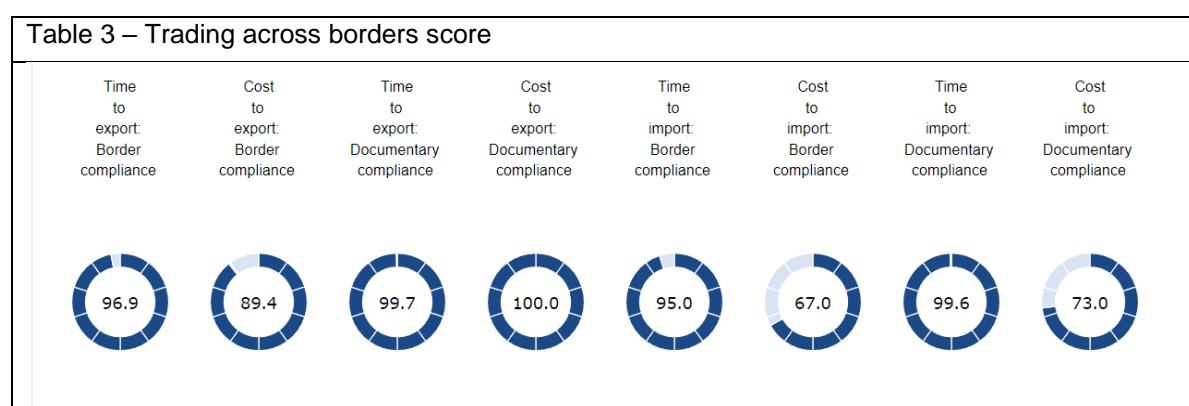 Table 3 – Trading across borders score
Time
to
export:
Border
compliance
Cost
to
export:
Border
compliance
Time
to
export:
Documentary
compliance
Cost
to
export:
Documentary
compliance
Time
to
import:
Border
compliance
Cost
to
import:
Border
compliance
Time
to
import:
Documentary
compliance
Cost
to
import:
Documentary
compliance
96.9
89.4
99.7
100.0
95.0
67.0
99.6
73.0